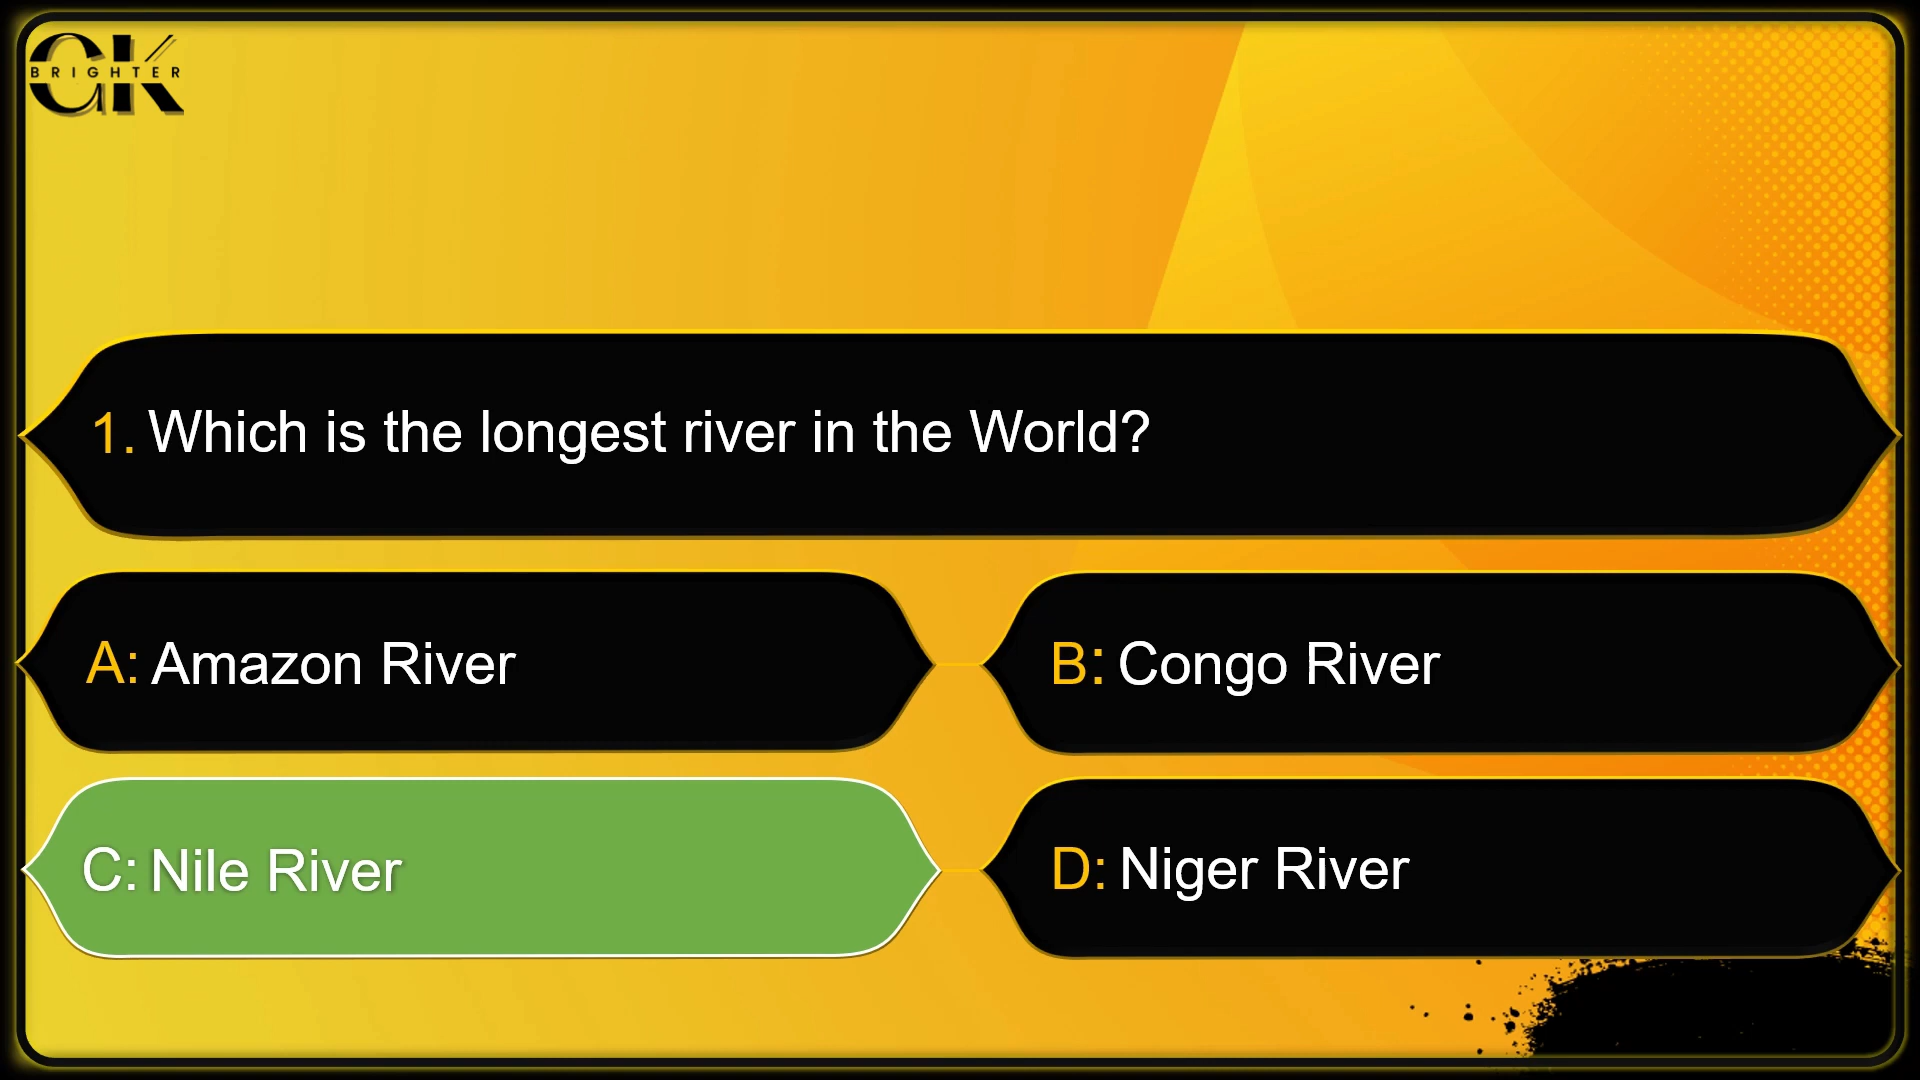 GK
BRIGHTER
1. Which is the longest river in the World?
A: Amazon River
B: Congo River
C: Nile River
D: Niger River